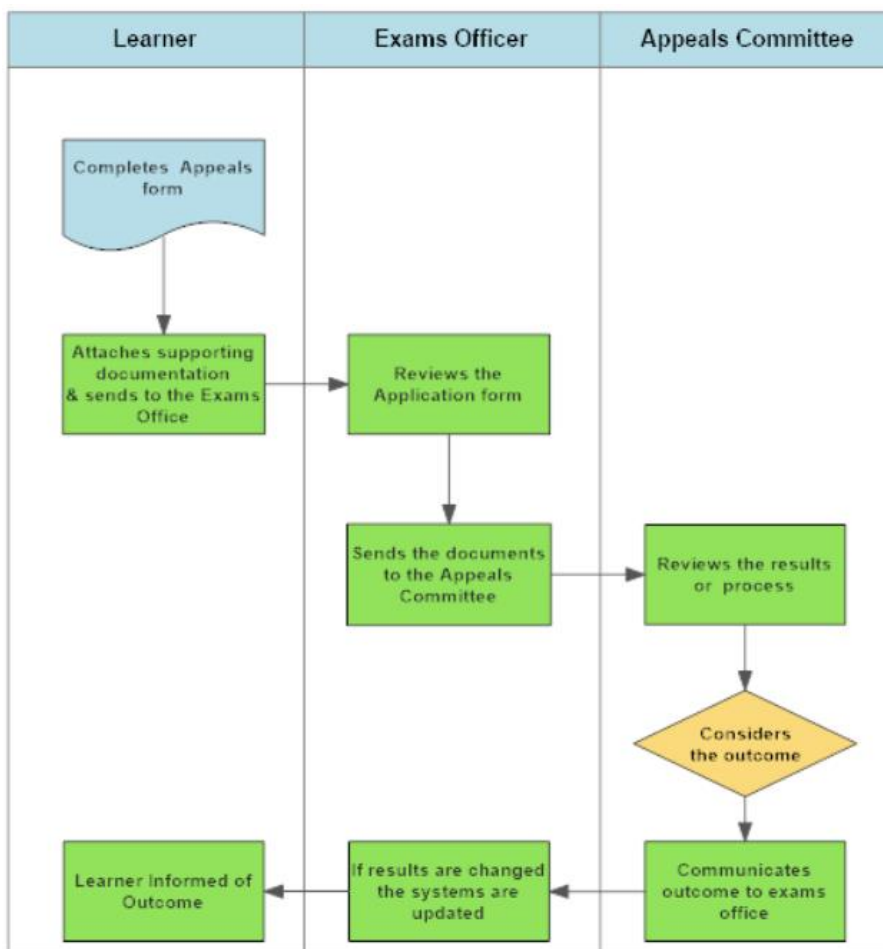 Learner
Exams Officer
Appeals Committee
Completes Appeals
form
Attaches supporting
documentation
& sends to the Exams
Office
Reviews the
Application form
Sends the documents
to the Appeals
Committee
Reviews the results
or process
Considers
the outcome
Communicates
outcome to exams
office
If results are changed
the systems are
updated
Learner Informed of
Outcome